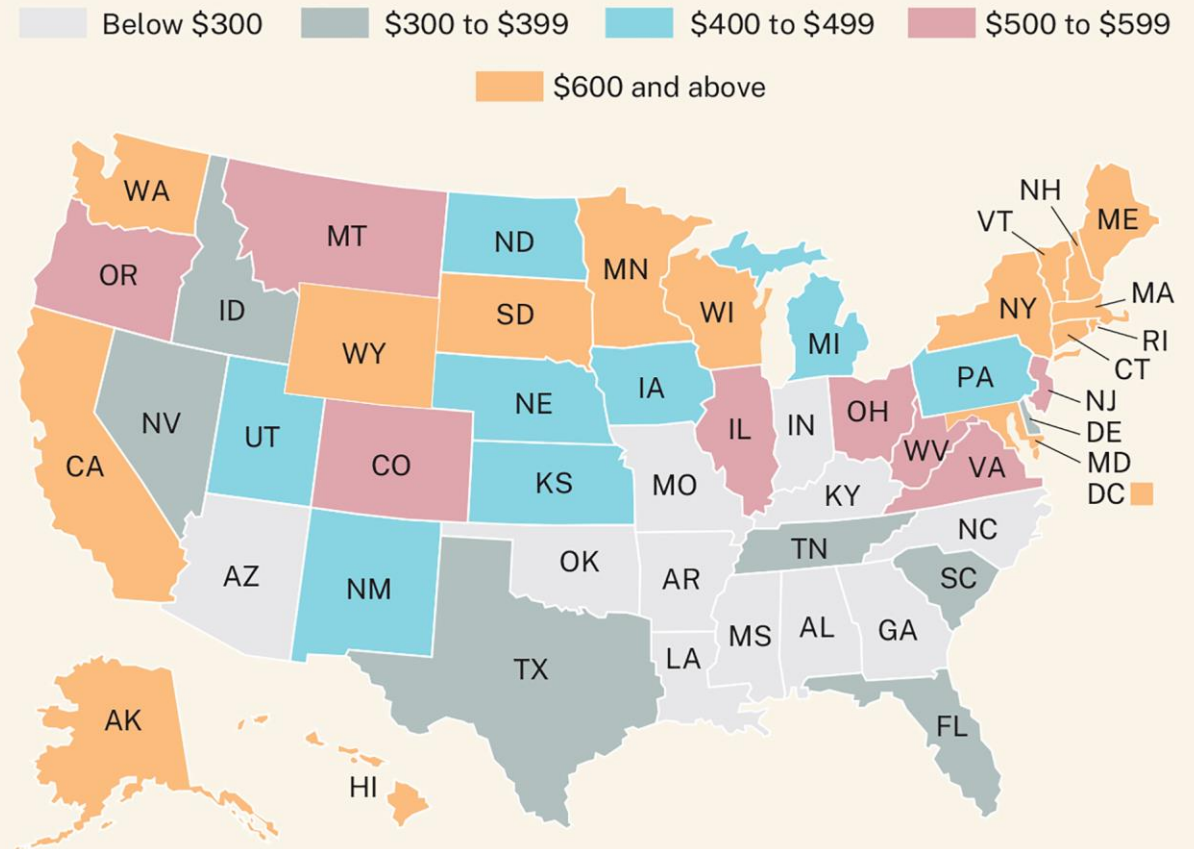 Below $300
$300 to $399
$400 to $499
$500 to $599
$600 and above
WA
OR
CA
ID
NV
MT
WY
UT
AZ
CO
NM
ND
SD
NE
KS
OK
TX
MN
IA
MO
AR
LA
WI
IL
MI
IN
OH
KY
TN
MS
AL
GA
FL
SC
NC
VA
WV
PA
NY
VT
NH
ME
MA
RI
CT
NJ
DE
MD
DC
AK
HI